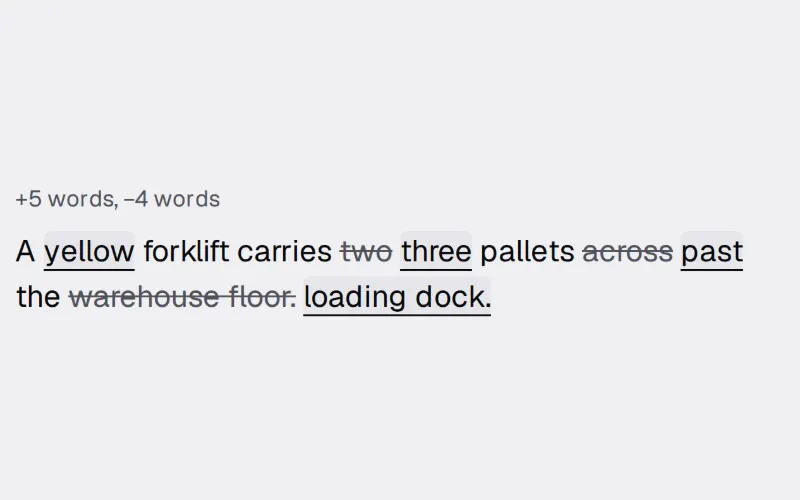 +5 words, −4 words
A yellow forklift carries two three pallets across past
the warehouse floor. loading dock.